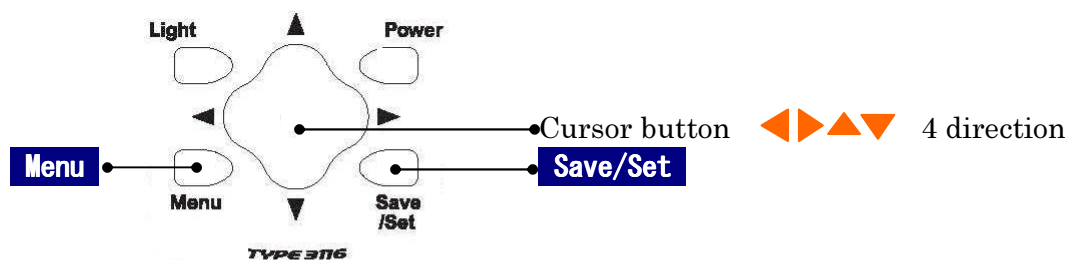 Light Power
Cursor button ◀▶▲▼ 4 direction
Menu Save/Set
Menu Save
/Set
TYPE 3116